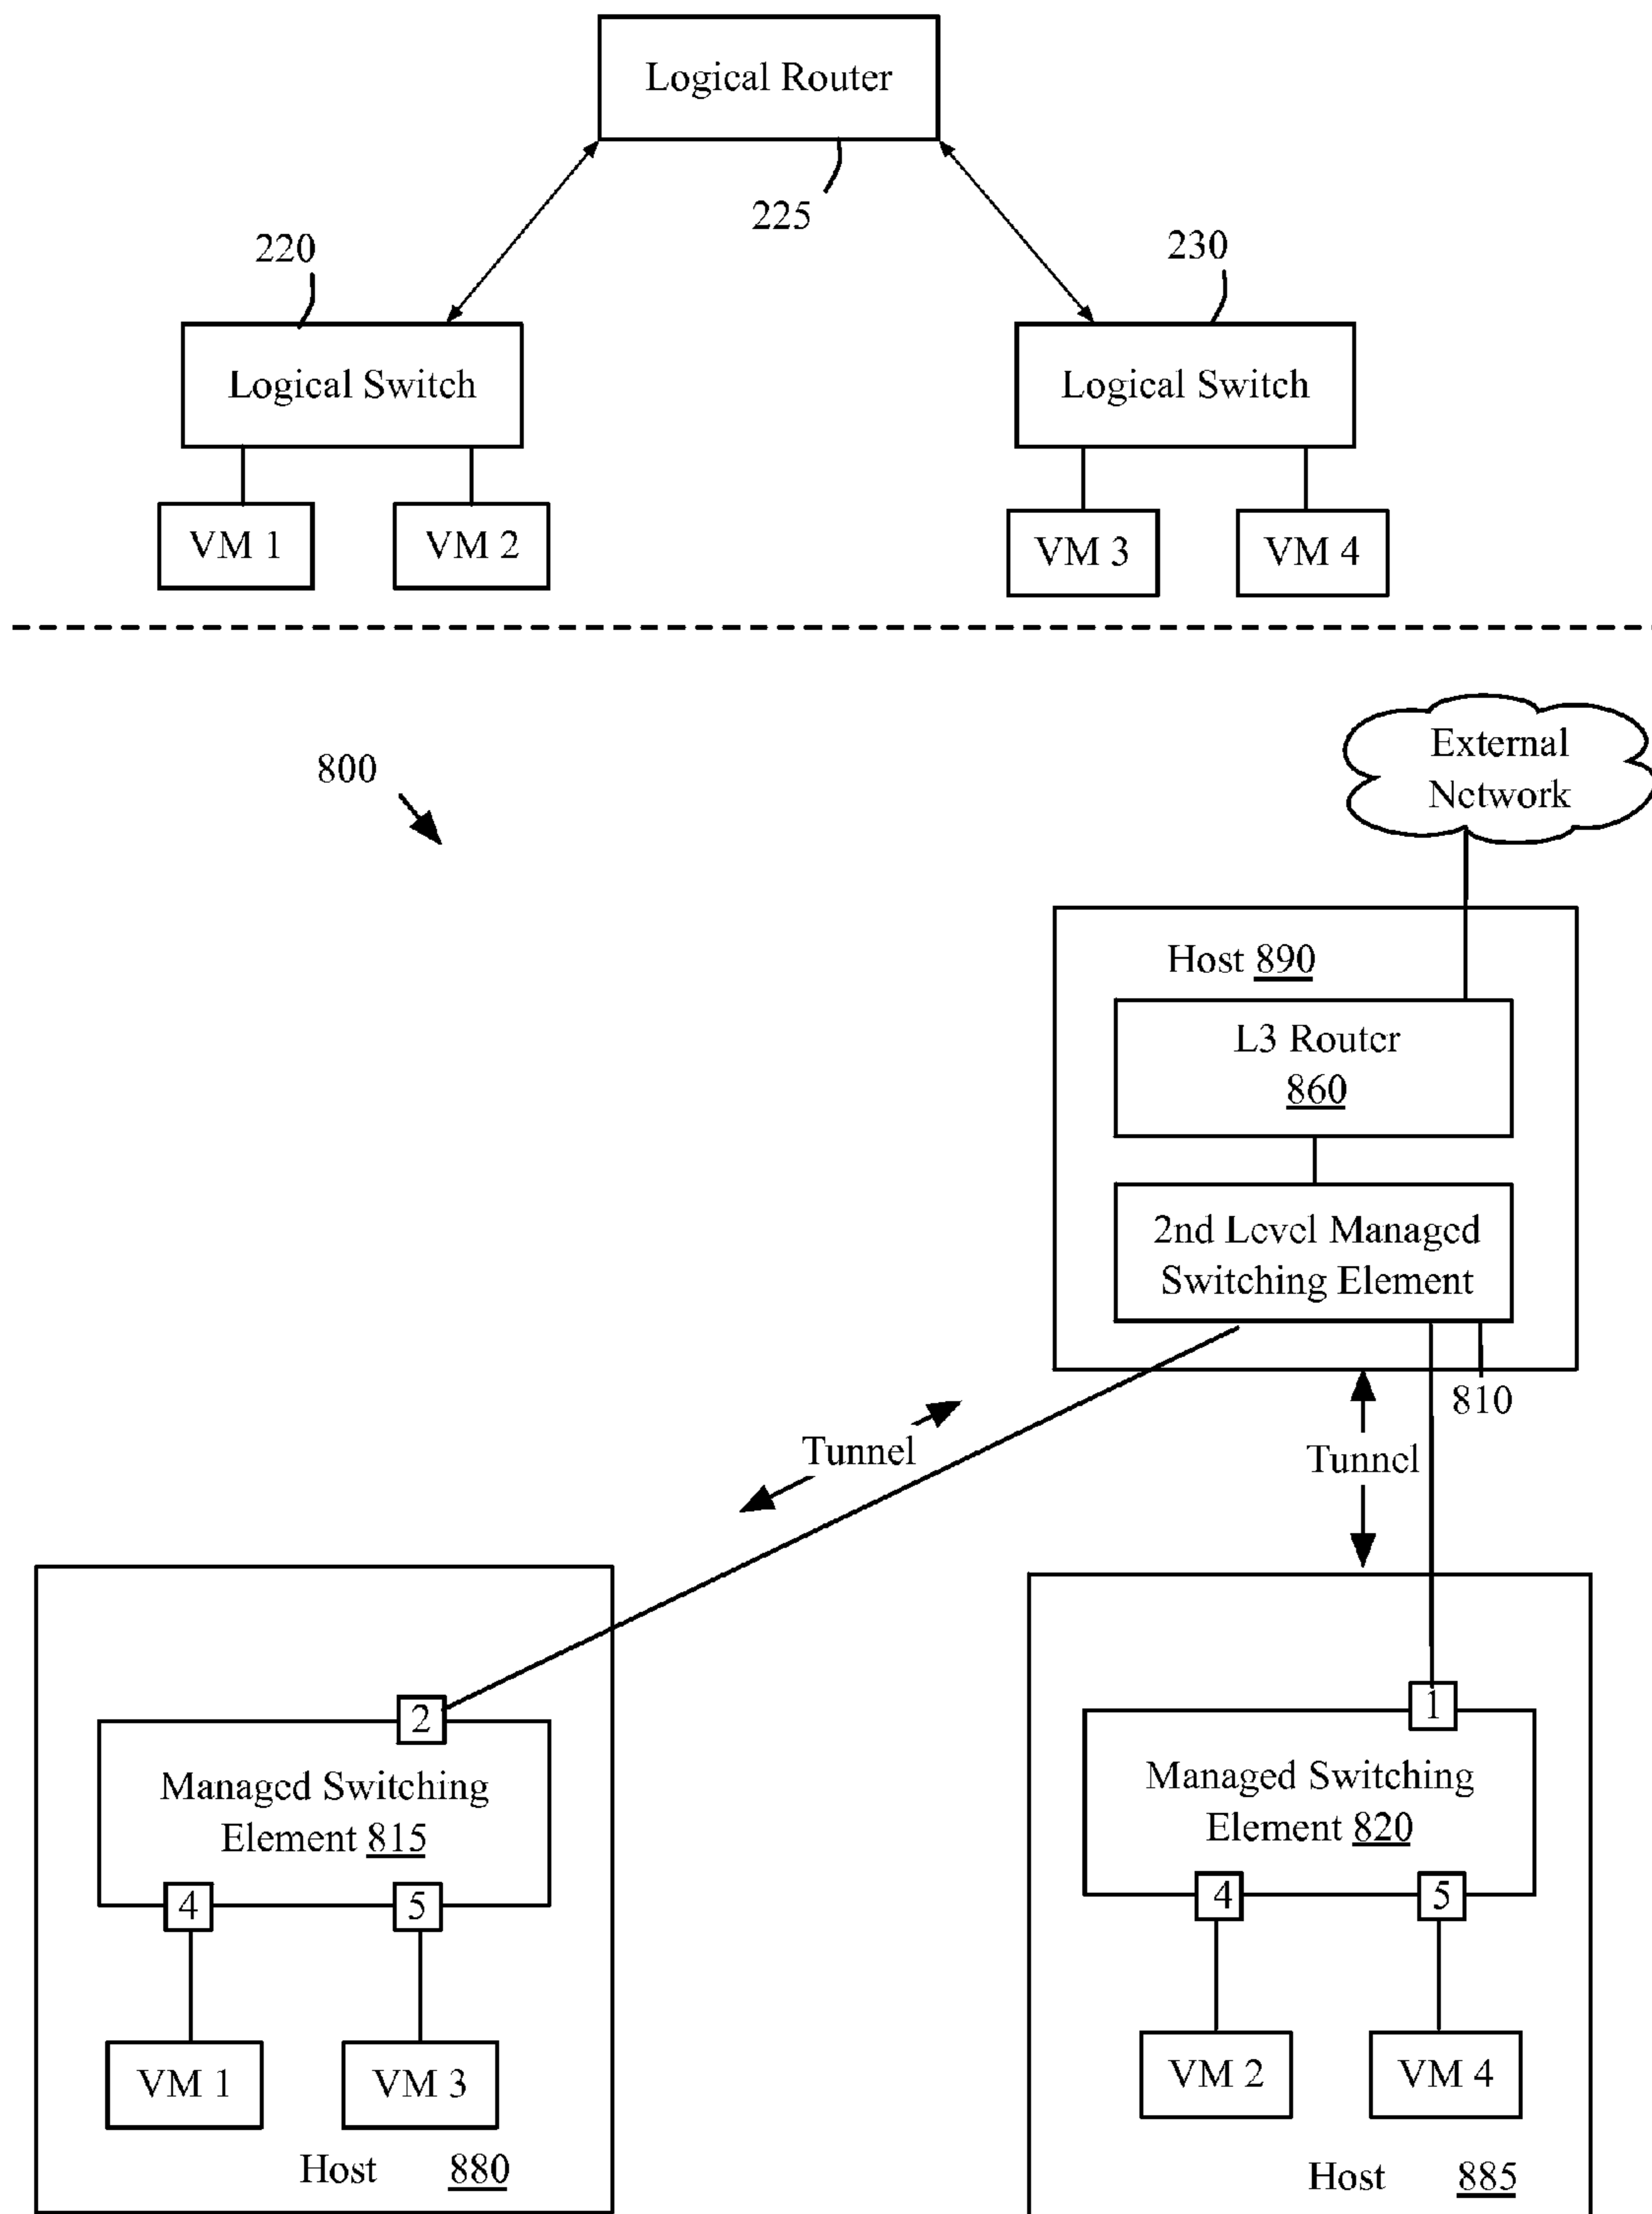 Logical Router
225
220
230
Logical Switch
Logical Switch
VM 1
VM 2
VM 3
VM 4
800
External
Network
Host 890
L3 Router
860
2nd Level Managed
Switching Element
810
Tunnel
Tunnel
2
1
Managed Switching
Element 815
Managed Switching
Element 820
4
5
4
5
VM 1
VM 3
VM 2
VM 4
Host 880
Host 885